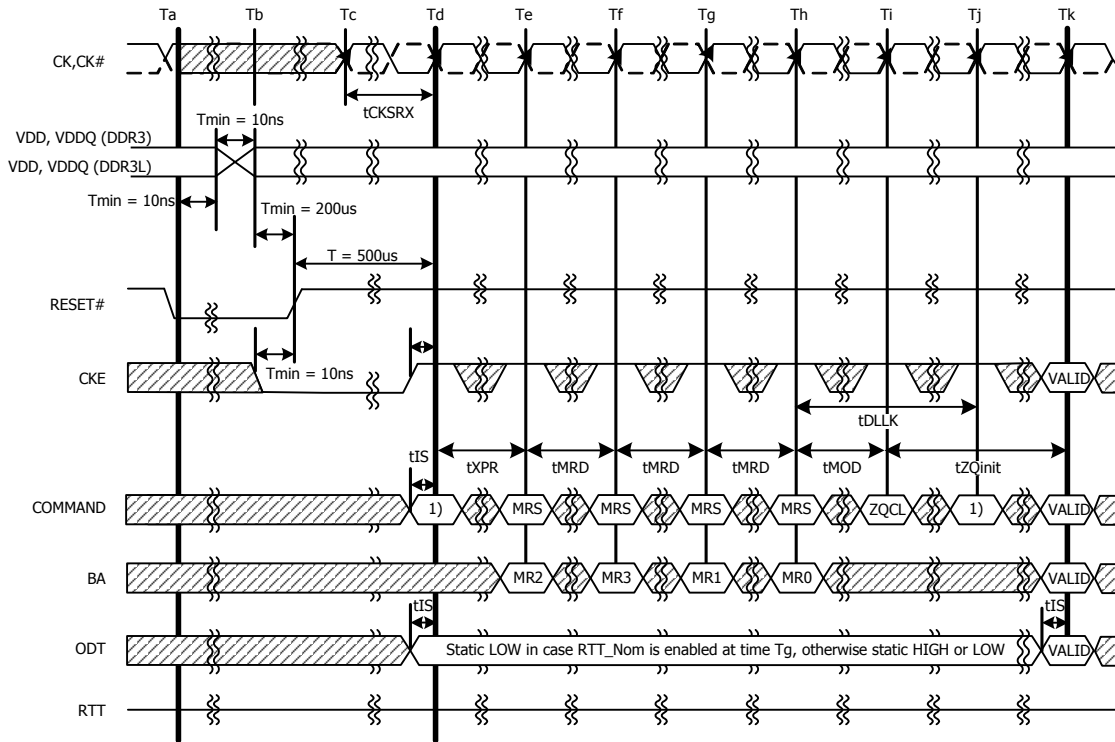 Ta Tb Tc Td Te Tf Tg Th Ti Tj Tk
CK,CK#
tCKSRX
Tmin = 10ns
VDD, VDDQ (DDR3)
VDD, VDDQ (DDR3L)
Tmin = 10ns
Tmin = 200us
T = 500us
RESET#
Tmin = 10ns
CKE
VALID
tDLLK
tIS
tXPR tMRD tMRD tMRD tMOD tZQinit
COMMAND 1) MRS MRS MRS MRS ZQCL 1) VALID
BA MR2 MR3 MR1 MR0 VALID
tIS tIS
ODT Static LOW in case RTT_Nom is enabled at time Tg, otherwise static HIGH or LOW VALID
RTT